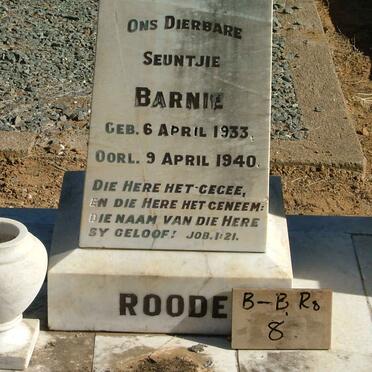 ONS DIERBARE
SEUNTJIE
BARNIE
GEB. 6 APRIL 1933.
OORL. 9 APRIL 1940.
DIE HERE HET GEGEE,
EN DIE HERE HET GENEEM:
DIE NAAM VAN DIE HERE
SY GELOOF! JOB.1:21.
ROODE
B-B. Ro
8.